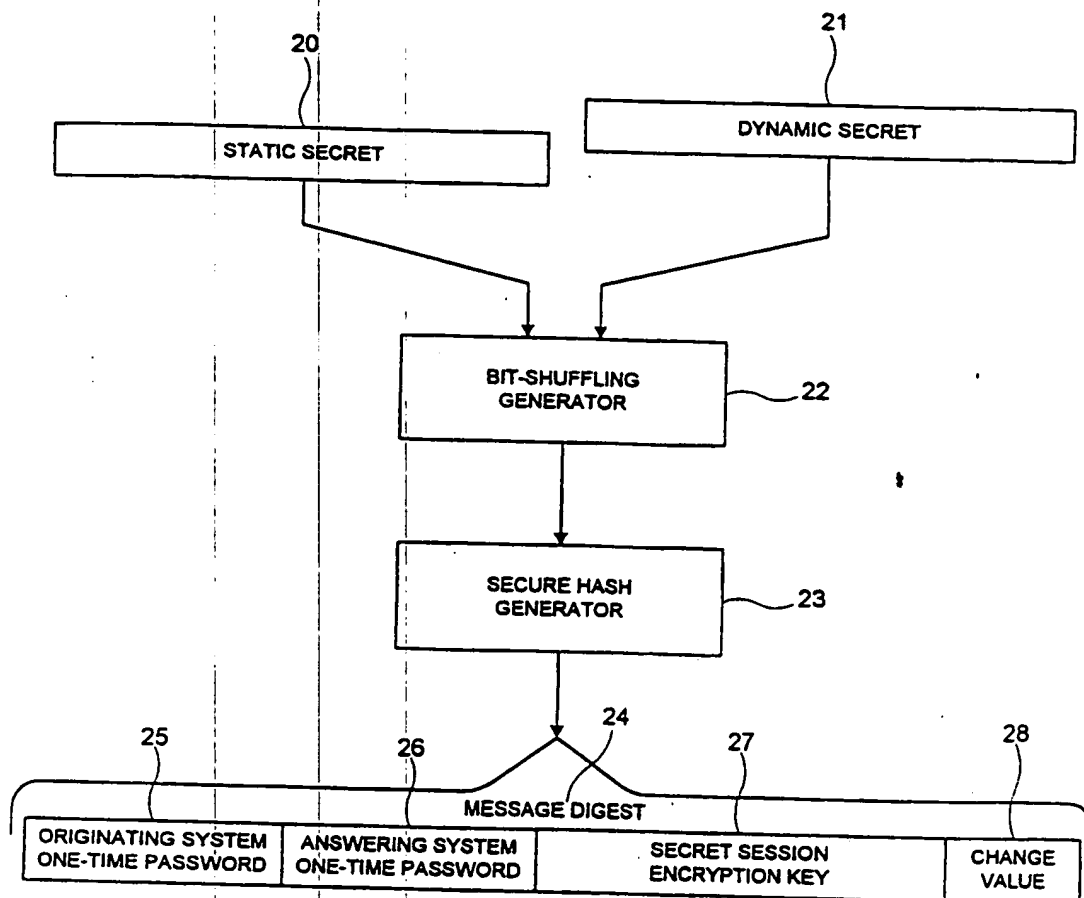 20
21
STATIC SECRET
DYNAMIC SECRET
BIT-SHUFFLING
GENERATOR
22
SECURE HASH
GENERATOR
23
24
25
26
27
28
MESSAGE DIGEST
ORIGINATING SYSTEM
ONE-TIME PASSWORD
ANSWERING SYSTEM
ONE-TIME PASSWORD
SECRET SESSION
ENCRYPTION KEY
CHANGE
VALUE